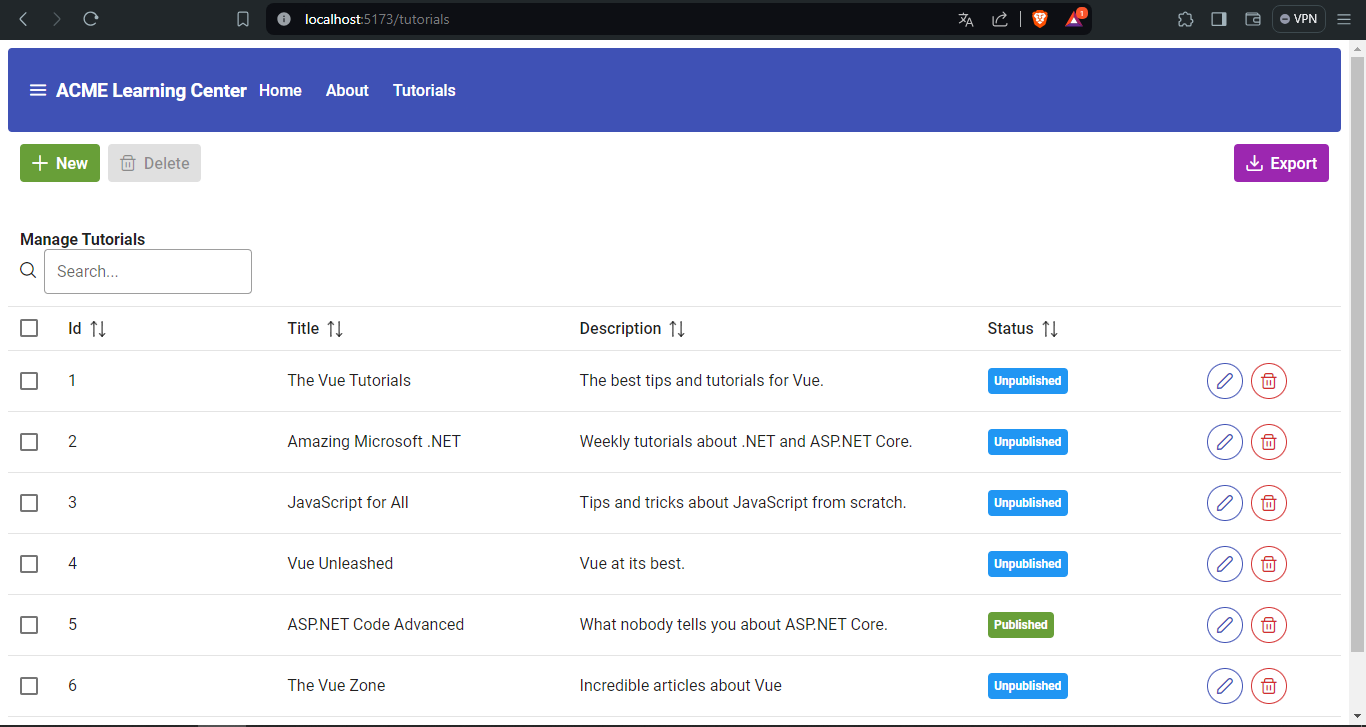 localhost:5173/tutorials
1
VPN
ACME Learning Center Home About Tutorials
New Delete Export
Manage Tutorials
Search...
Id Title Description Status
1 The Vue Tutorials The best tips and tutorials for Vue. Unpublished
2 Amazing Microsoft .NET Weekly tutorials about .NET and ASP.NET Core. Unpublished
3 JavaScript for All Tips and tricks about JavaScript from scratch. Unpublished
4 Vue Unleashed Vue at its best. Unpublished
5 ASP.NET Code Advanced What nobody tells you about ASP.NET Core. Published
6 The Vue Zone Incredible articles about Vue Unpublished